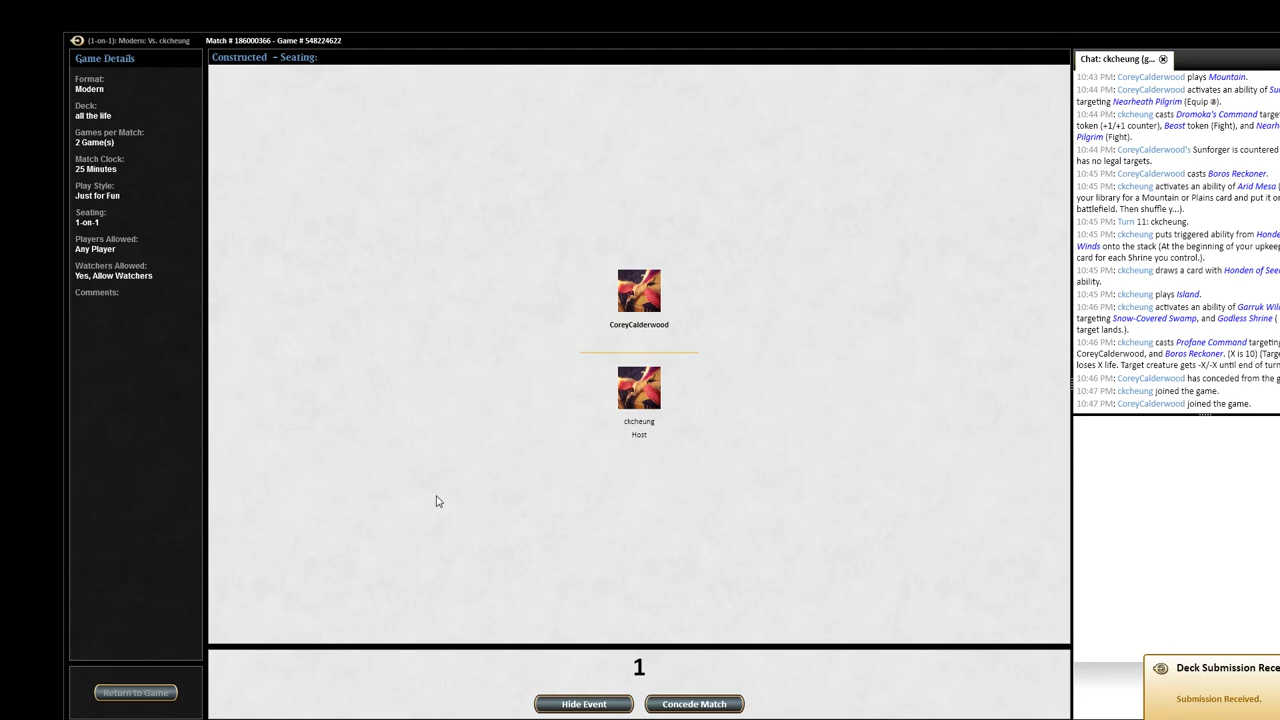 (1-on-1): Modern: Vs. ckcheung
Match # 186000366 - Game # 548224622
Game Details
Format:
Modern
Deck:
all the life
Games per Match:
2 Game(s)
Match Clock:
25 Minutes
Play Style:
Just for Fun
Seating:
1-on-1
Players Allowed:
Any Player
Watchers Allowed:
Yes, Allow Watchers
Comments:
Return to Game
Constructed - Seating:
CoreyCalderwood
ckcheung
Host
1
Hide Event
Concede Match
Chat: ckcheung (g...
10:43 PM: CoreyCalderwood plays Mountain.
10:44 PM: CoreyCalderwood activates an ability of
targeting Nearheath Pilgrim (Equip
10:44 PM: ckcheung casts Dromoka's Command
token (+1/+1 counter), Beast token (Fight), and
Pilgrim (Fight).
10:44 PM: CoreyCalderwood's Sunforger is countered
has no legal targets.
10:45 PM: CoreyCalderwood casts Boros Reckoner.
10:45 PM: ckcheung activates an ability of Arid Mesa (
your library for a Mountain or Plains card and put it
battlefield. Then shuffle y...).
10:45 PM: Turn 11: ckcheung.
10:45 PM: ckcheung puts triggered ability from
Winds onto the stack (At the beginning of your
card for each Shrine you control.).
10:45 PM: ckcheung draws a card with Honden of
ability.
10:45 PM: ckcheung plays Island.
10:46 PM: ckcheung activates an ability of Garruk
targeting Snow-Covered Swamp, and Godless Shrine (
target lands.).
10:46 PM: ckcheung casts Profane Command
CoreyCalderwood, and Boros Reckoner. (X is 10)
loses X life. Target creature gets -X/-X until end of
10:46 PM: CoreyCalderwood has conceded from the
10:47 PM: ckcheung joined the game.
10:47 PM: CoreyCalderwood joined the game.
Deck Submission
Submission Received.